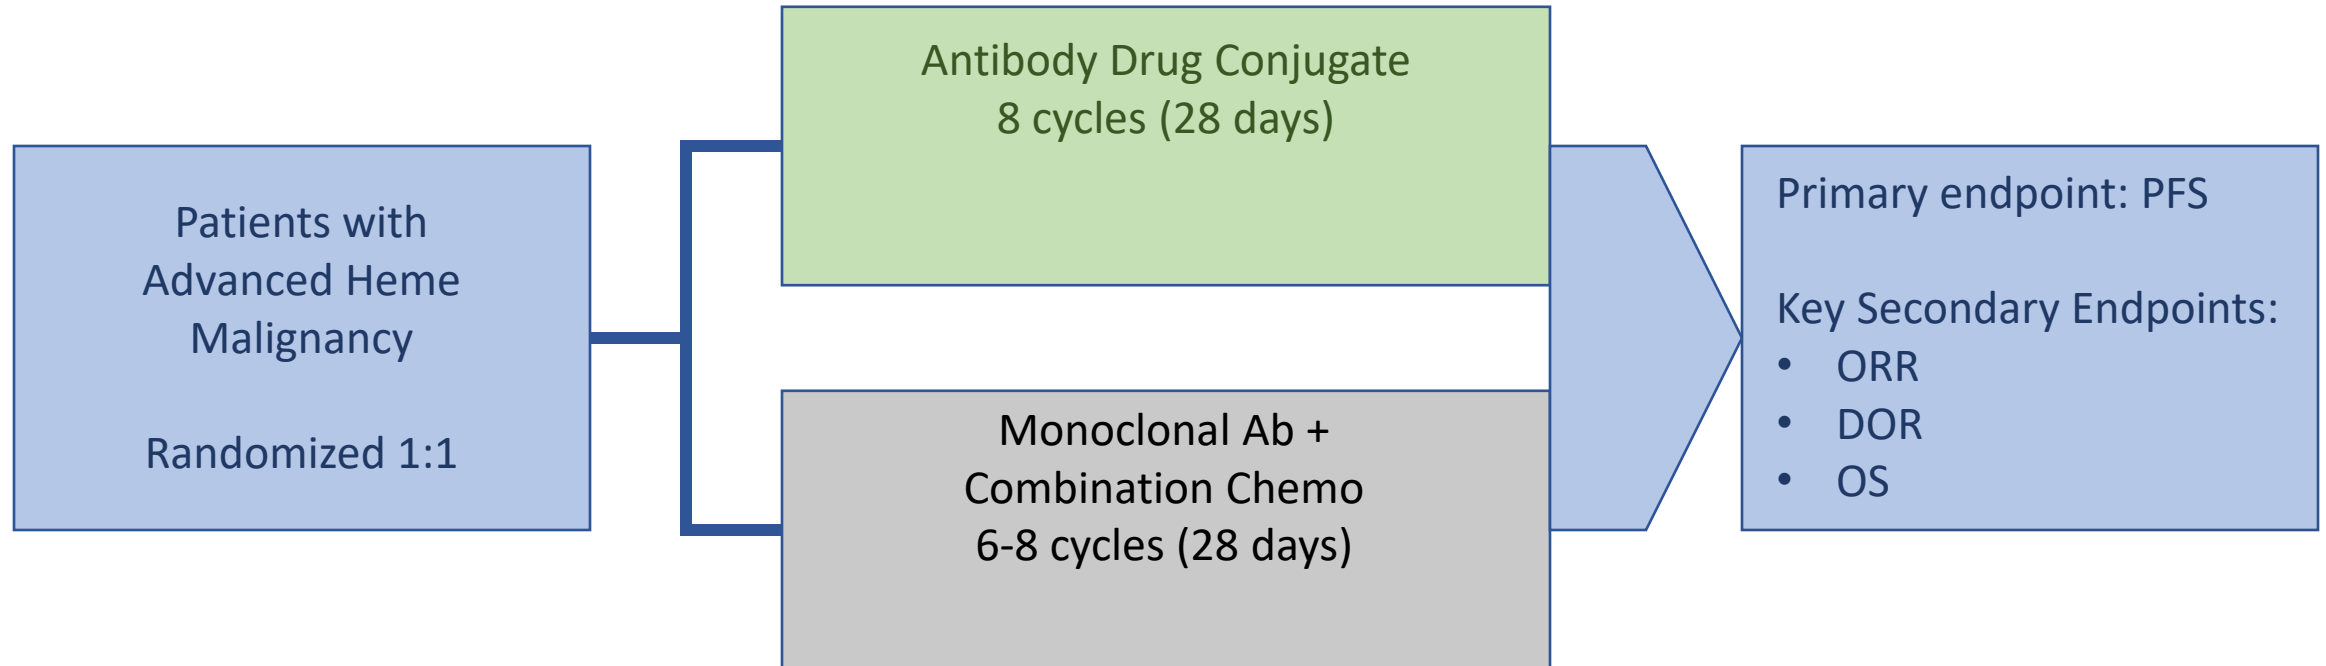 Patients with
Advanced Heme
Malignancy
Randomized 1:1
Antibody Drug Conjugate
8 cycles (28 days)
Monoclonal Ab +
Combination Chemo
6-8 cycles (28 days)
Primary endpoint: PFS
Key Secondary Endpoints:
• ORR
• DOR
• OS